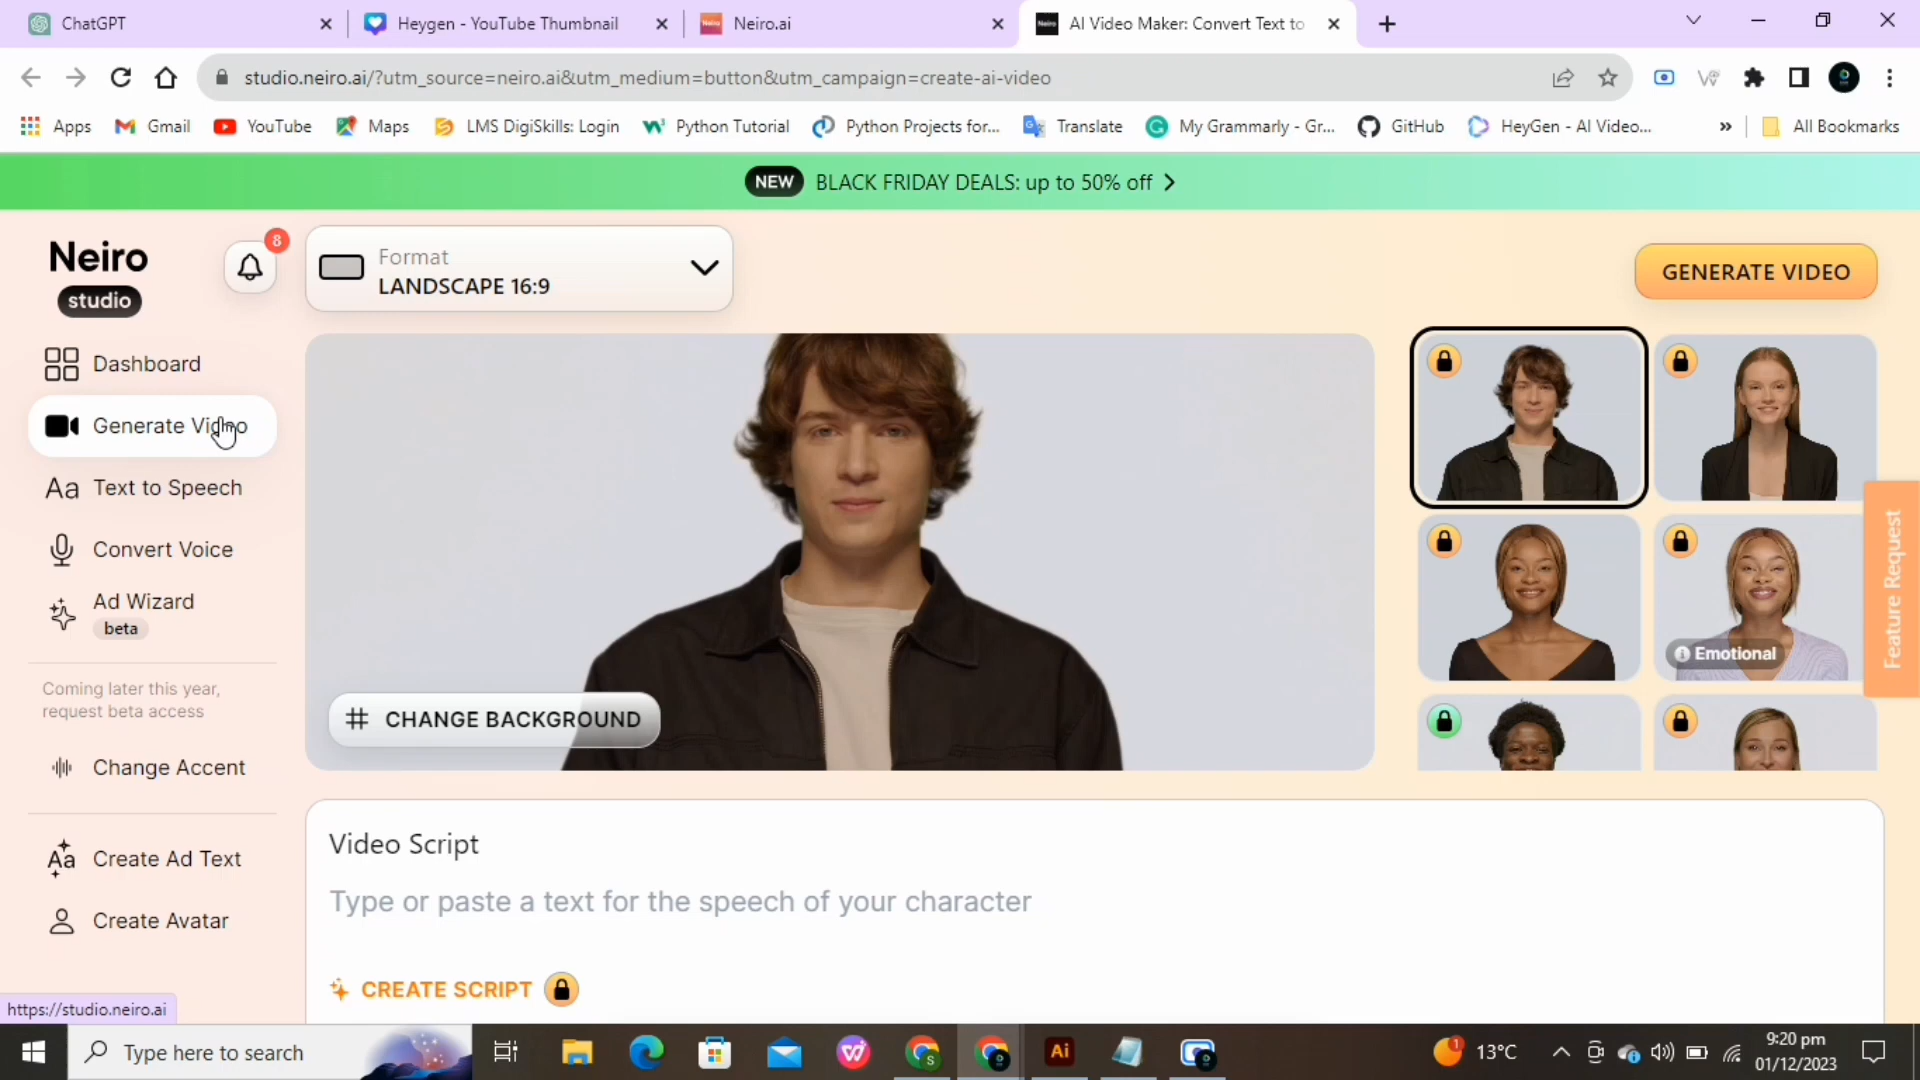 ChatGPT
Heygen - YouTube Thumbnail
Neiro.ai
AI Video Maker: Convert Text to
studio.neiro.ai/?utm_source=neiro.ai&utm_medium=button&utm_campaign=create-ai-video
Apps
Gmail
YouTube
Maps
LMS DigiSkills: Login
Python Tutorial
Python Projects for...
Translate
My Grammarly - Gr...
GitHub
HeyGen - AI Video...
»
All Bookmarks
NEW BLACK FRIDAY DEALS: up to 50% off >
Neiro
studio
8
Format
LANDSCAPE 16:9
GENERATE VIDEO
Dashboard
Generate Video
Aa Text to Speech
Convert Voice
Ad Wizard
beta
Coming later this year,
request beta access
Change Accent
Aa Create Ad Text
Create Avatar
CHANGE BACKGROUND
Emotional
Feature Request
Video Script
Type or paste a text for the speech of your character
CREATE SCRIPT
https://studio.neiro.ai
Type here to search
Ai
1
13°C
9:20 pm
01/12/2023